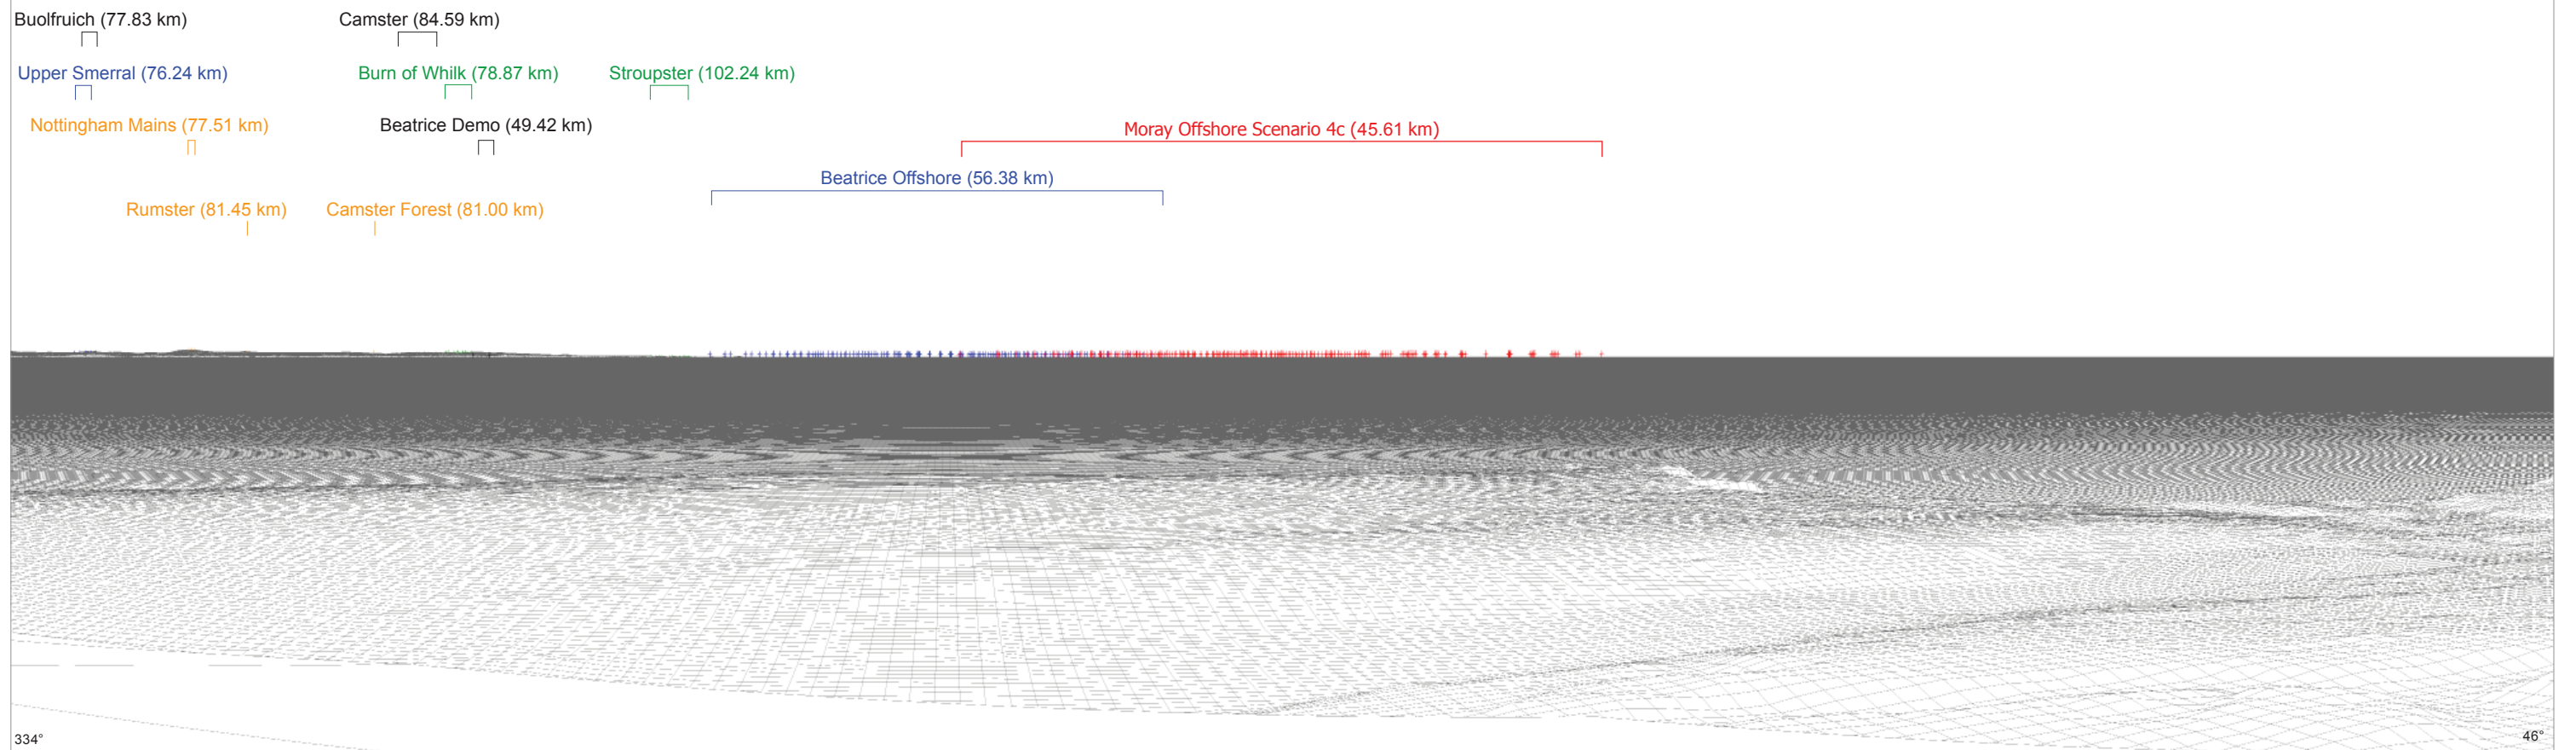 Buolfruich (77.83 km)
Camster (84.59 km)
Upper Smerral (76.24 km)
Burn of Whilk (78.87 km)
Stroupster (102.24 km)
Nottingham Mains (77.51 km)
Beatrice Demo (49.42 km)
Moray Offshore Scenario 4c (45.61 km)
Beatrice Offshore (56.38 km)
Rumster (81.45 km)
Camster Forest (81.00 km)
334°
46°